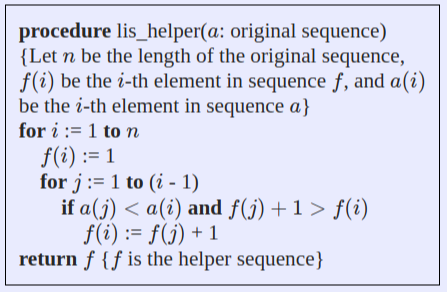 procedure lis_helper(a: original sequence)
{Let n be the length of the original sequence,
f(i) be the i-th element in sequence f, and a(i)
be the i-th element in sequence a}
for i := 1 to n
f(i) := 1
for j := 1 to (i - 1)
if a(j) < a(i) and f(j) + 1 > f(i)
f(i) := f(j) + 1
return f {f is the helper sequence}